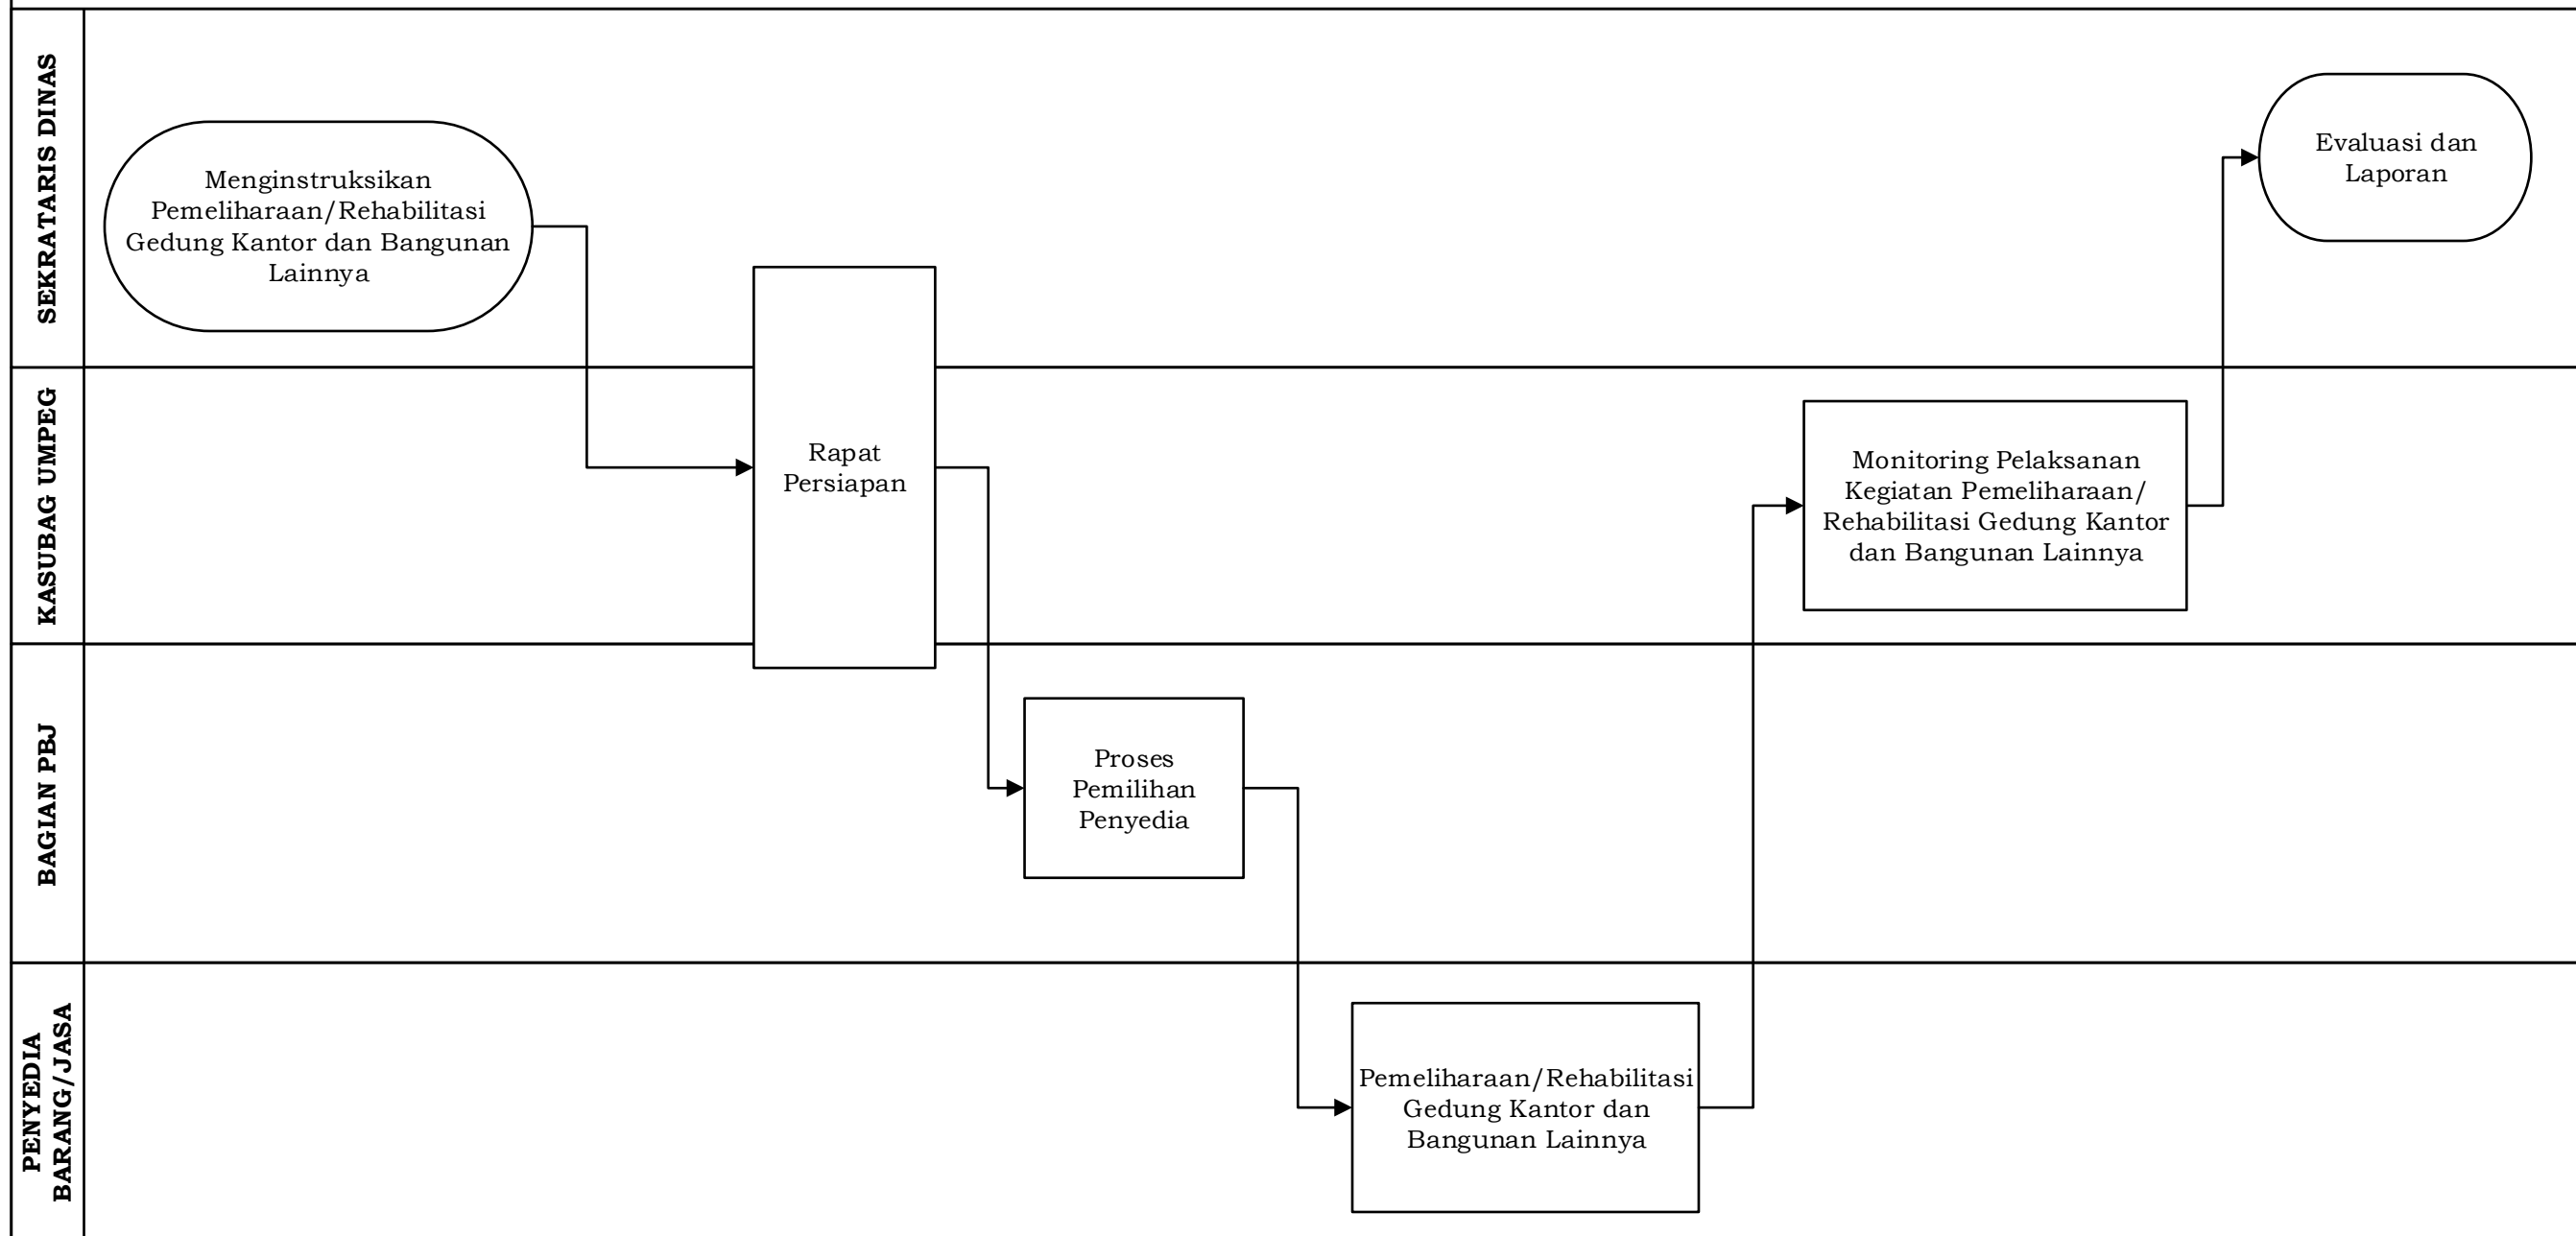 SEKRATARIS DINAS
Menginstruksikan
Pemeliharaan/Rehabilitasi
Gedung Kantor dan Bangunan
Lainnya
Evaluasi dan
Laporan
KASUBAG UMPEG
Rapat
Persiapan
Monitoring Pelaksanan
Kegiatan Pemeliharaan/
Rehabilitasi Gedung Kantor
dan Bangunan Lainnya
BAGIAN PBJ
Proses
Pemilihan
Penyedia
PENYEDIA
BARANG/JASA
Pemeliharaan/Rehabilitasi
Gedung Kantor dan
Bangunan Lainnya